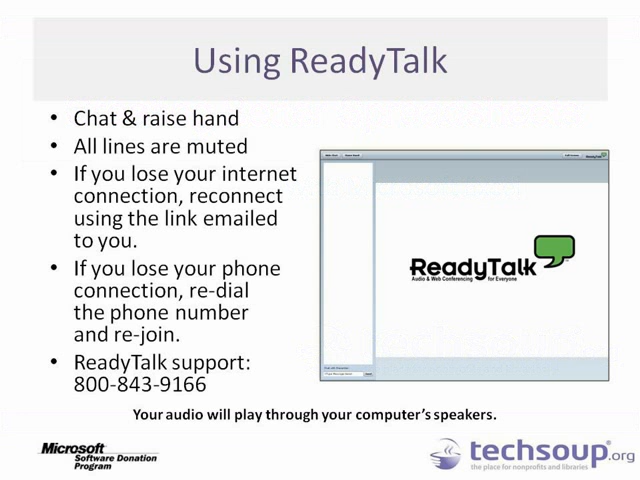 Using ReadyTalk
• Chat & raise hand
• All lines are muted
• If you lose your internet
connection, reconnect
using the link emailed
to you.
• If you lose your phone
connection, re-dial
the phone number
and re-join.
• ReadyTalk support:
800-843-9166
ReadyTalk
ReadyTalk
Audio & Web Conferencing for Everyone
Your audio will play through your computer's speakers.
Microsoft
Software Donation
Program
techsoup.org
the place for nonprofits and libraries